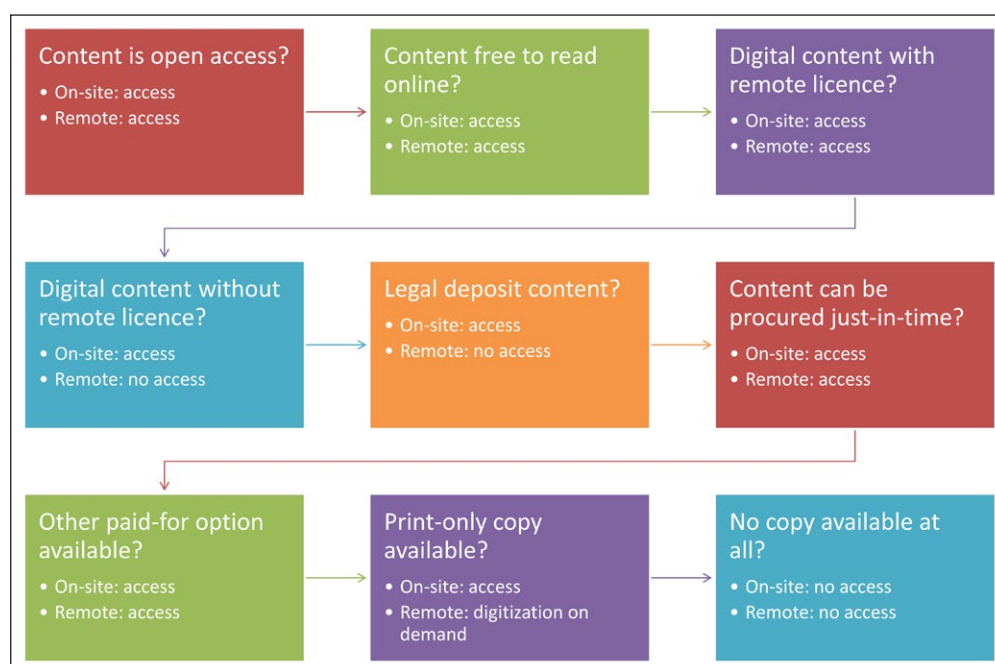 Content is open access?
• On-site: access
• Remote: access
Content free to read
online?
• On-site: access
• Remote: access
Digital content with
remote licence?
• On-site: access
• Remote: access
Digital content without
remote licence?
• On-site: access
• Remote: no access
Legal deposit content?
• On-site: access
• Remote: no access
Content can be
procured just-in-time?
• On-site: access
• Remote: access
Other paid-for option
available?
• On-site: access
• Remote: access
Print-only copy
available?
• On-site: access
• Remote: digitization on
demand
No copy available at
all?
• On-site: no access
• Remote: no access